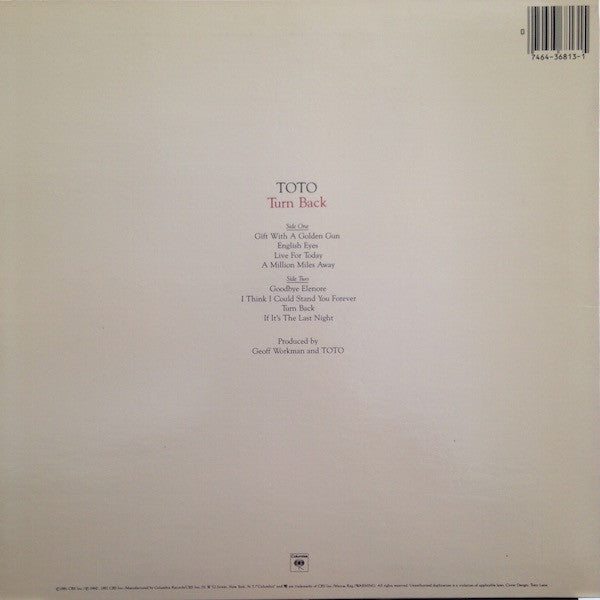 0
7464-36813-1
TOTO
Turn Back
Side One
Gift With A Golden Gun
English Eyes
Live For Today
A Million Miles Away
Side Two
Goodbye Elenore
I Think I Could Stand You Forever
Turn Back
If It's The Last Night
Produced by
Geoff Workman and TOTO
Columbia